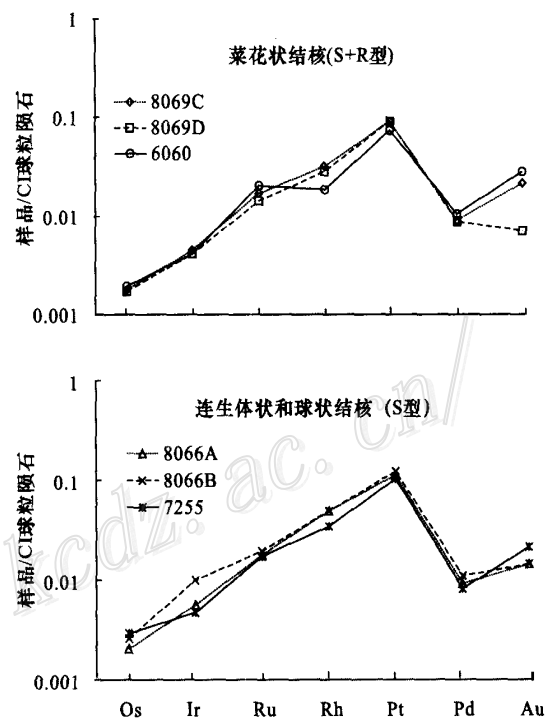 1
菜花状结核(S+R型)
8069C
8069D
6060
0.1
0.01
0.001
样品/CI球粒陨石
1
连生体状和球状结核 (S型)
8066A
8066B
7255
0.1
0.01
0.001
样品/CI球粒陨石
Os Ir Ru Rh Pt Pd Au
kcdz.ac.cn/